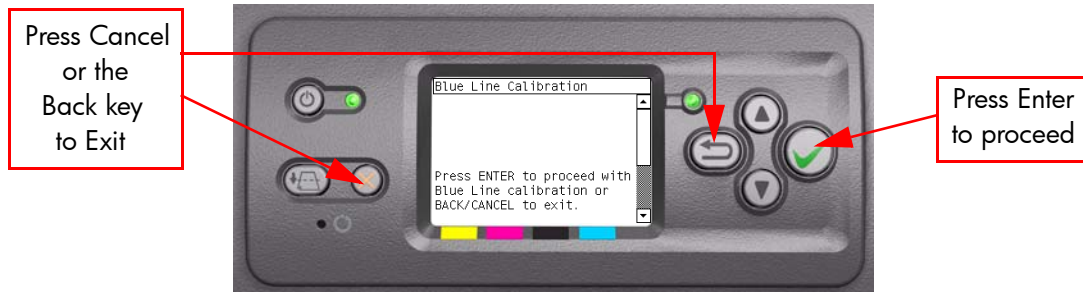 Press Cancel
or the
Back key
to Exit
Blue Line Calibration
Press ENTER to proceed with
Blue Line calibration or
BACK/CANCEL to exit.
Press Enter
to proceed